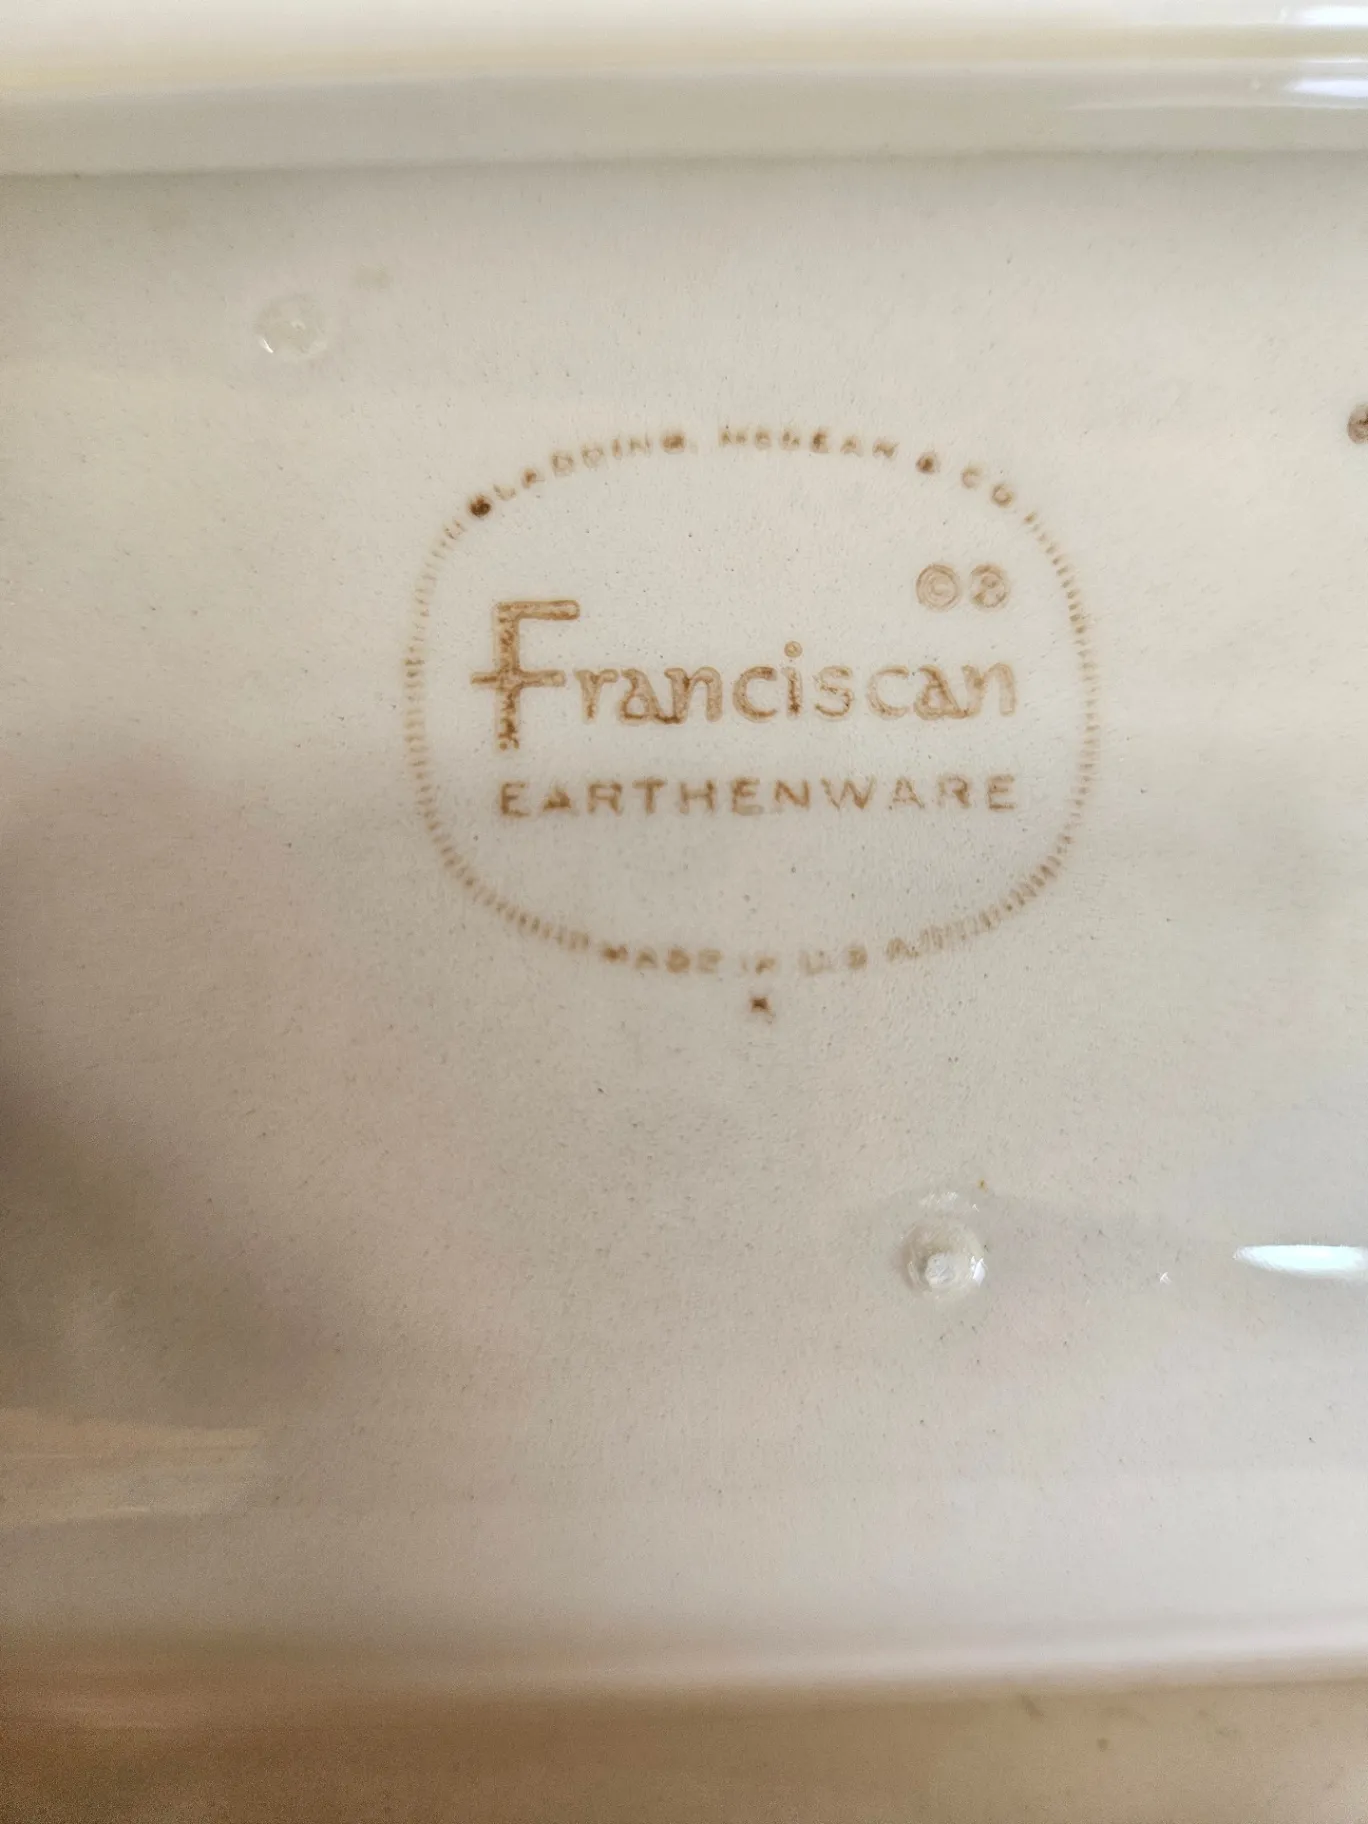 GLADDING, McBEAN & CO
©®
Franciscan
EARTHENWARE
MADE IN U.S.A.